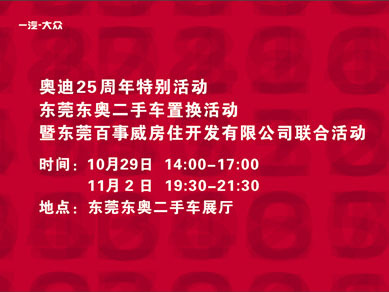 一汽-大众
奥迪25周年特别活动
东莞东奥二手车置换活动
暨东莞百事威房住开发有限公司联合活动
时间：10月29日 14:00-17:00
11月2日 19:30-21:30
地点：东莞东奥二手车展厅